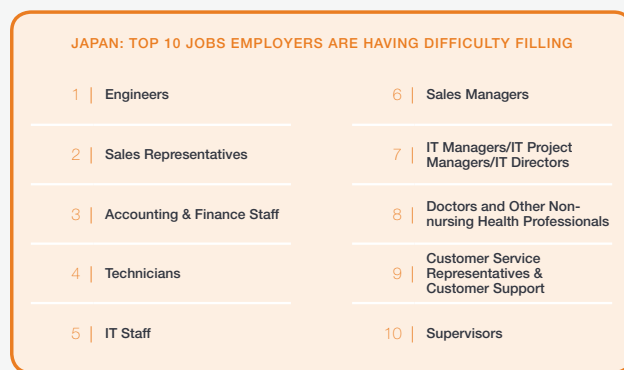 JAPAN: TOP 10 JOBS EMPLOYERS ARE HAVING DIFFICULTY FILLING
1 | Engineers
2 | Sales Representatives
3 | Accounting & Finance Staff
4 | Technicians
5 | IT Staff
6 | Sales Managers
7 | IT Managers/IT Project
Managers/IT Directors
8 | Doctors and Other Non-
nursing Health Professionals
9 | Customer Service
Representatives &
Customer Support
10 | Supervisors